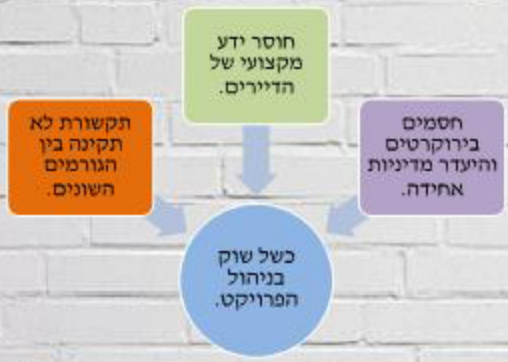 חוסר ידע
מקצועי של
הדיירים.
חסמים
בירוקרטים
והיעדר מדיניות
אחידה.
תקשורת לא
תקינה בין
הגורמים
השונים.
כשל שוק
בניהול
הפרויקט.